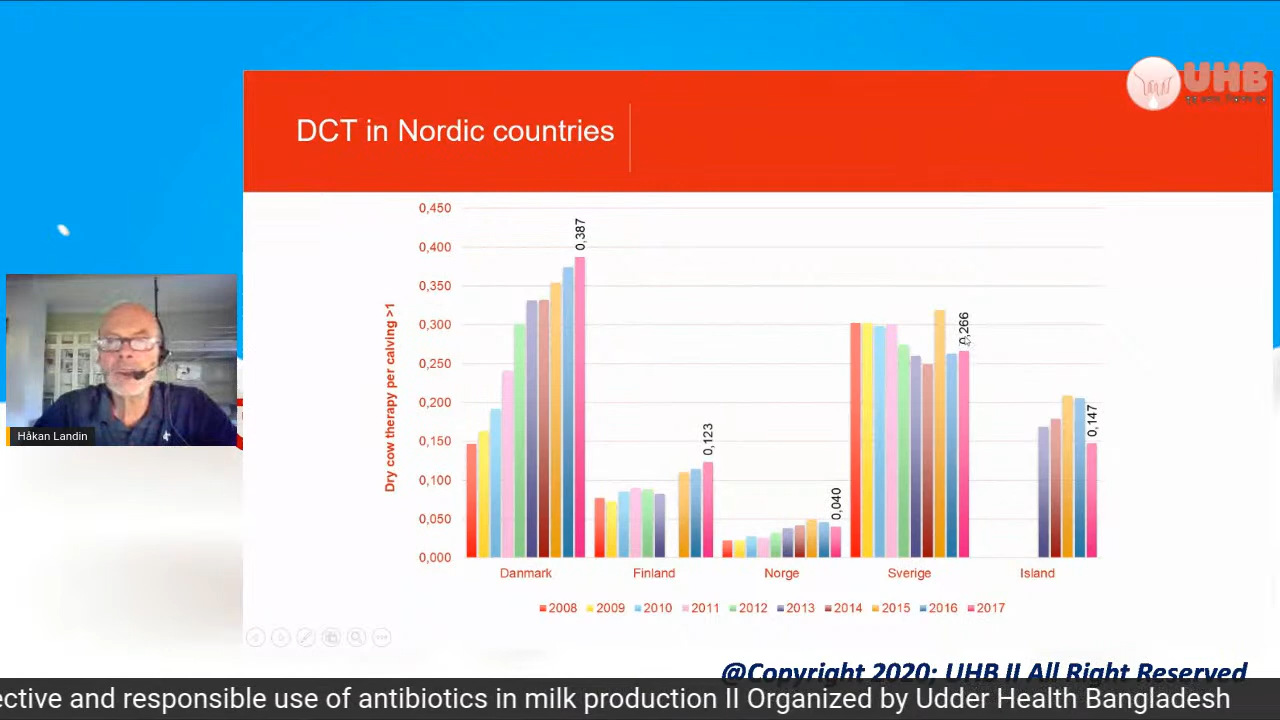 UHB
DCT in Nordic countries
0,450
0,400
0,350
0,300
0,250
0,200
0,150
0,100
0,050
0,000
Dry cow therapy per calving >1
0,387
0,123
0,040
0,266
0,147
Danmark Finland Norge Sverige Island
2008 2009 2010 2011 2012 2013 2014 2015 2016 2017
Håkan Landin
@Copyright 2020; UHB II All Right Reserved
ective and responsible use of antibiotics in milk production II Organized by Udder Health Bangladesh